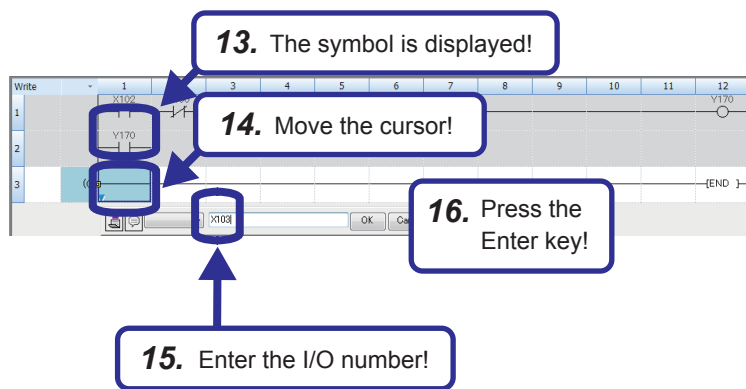 13. The symbol is displayed!
Write 1 3 4 5 6 7 8 9 10 11 12
X102 Y170
1
14. Move the cursor!
Y170
2
3 (0 [END ]
X103 OK
16. Press the
Enter key!
15. Enter the I/O number!